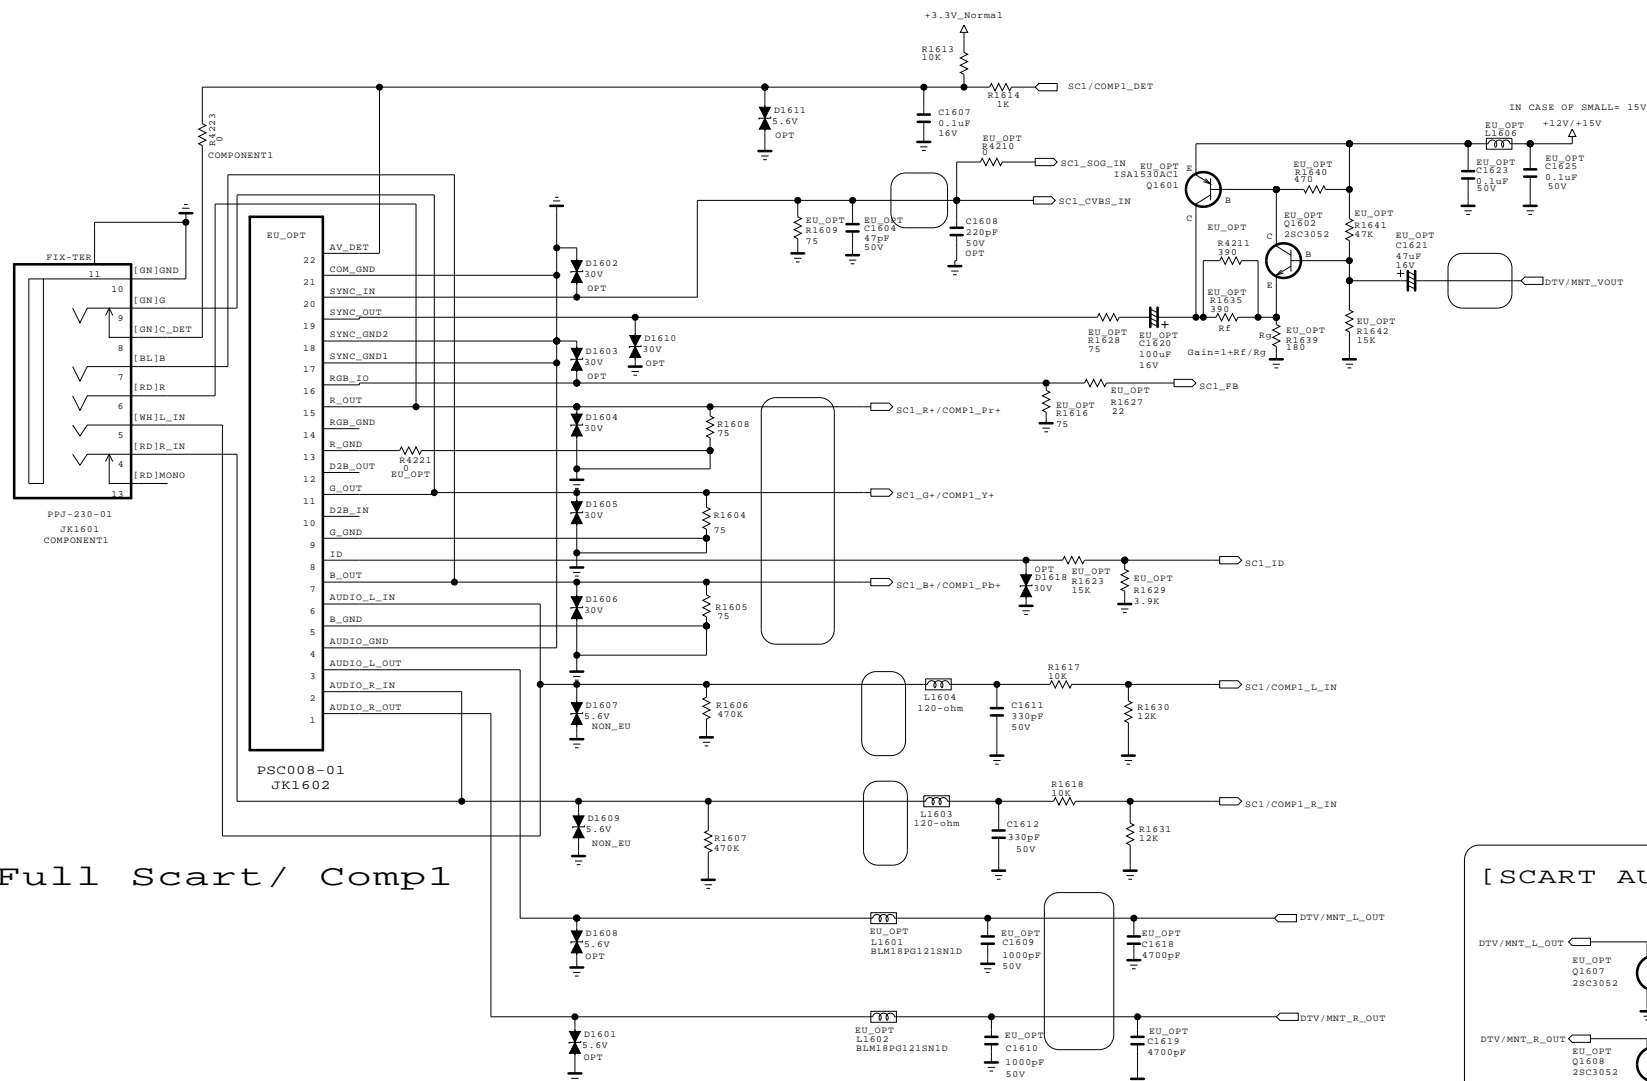 +3.3V_Normal
R1613
10K
R1614
1K
SC1/COMP1_DET
D1611
5.6V
OPT
C1607
0.1uF
16V
R4223
0
COMPONENT1
EU_OPT
R4210
0
SC1_SOG_IN
SC1_CVBS_IN
EU_OPT
R1609
75
EU_OPT
C1604
47pF
50V
C1608
220pF
50V
OPT
IN CASE OF SMALL= 15V
+12V/+15V
EU_OPT
L1606
EU_OPT
C1623
0.1uF
50V
EU_OPT
C1625
0.1uF
50V
EU_OPT
ISA1530AC1
Q1601
E
B
C
EU_OPT
R1640
470
EU_OPT
Q1602
2SC3052
C
B
E
EU_OPT
R1641
47K
EU_OPT
C1621
47uF
16V
+
DTV/MNT_VOUT
EU_OPT
R4211
390
EU_OPT
R1635
390
Rf
Rg
EU_OPT
R1639
180
EU_OPT
R1642
15K
Gain=1+Rf/Rg
EU_OPT
R1628
75
EU_OPT
C1620
100uF
16V
+
FIX-TER
11
[GN]GND
10
[GN]G
9
[GN]C_DET
8
[BL]B
7
[RD]R
6
[WH]L_IN
5
[RD]R_IN
4
[RD]MONO
13
PPJ-230-01
JK1601
COMPONENT1
EU_OPT
AV_DET
22
COM_GND
21
SYNC_IN
20
SYNC_OUT
19
SYNC_GND2
18
SYNC_GND1
17
RGB_IO
16
R_OUT
15
RGB_GND
14
R_GND
13
D2B_OUT
12
G_OUT
11
D2B_IN
10
G_GND
9
ID
8
B_OUT
7
AUDIO_L_IN
6
B_GND
5
AUDIO_GND
4
AUDIO_L_OUT
3
AUDIO_R_IN
2
AUDIO_R_OUT
1
PSC008-01
JK1602
D1602
30V
OPT
D1610
30V
OPT
D1603
30V
OPT
SC1_FB
EU_OPT
R1616
75
EU_OPT
R1627
22
D1604
30V
R1608
75
SC1_R+/COMP1_Pr+
R4221
0
EU_OPT
D1605
30V
R1604
75
SC1_G+/COMP1_Y+
SC1_ID
OPT
D1618
30V
EU_OPT
R1623
15K
EU_OPT
R1629
3.9K
D1606
30V
R1605
75
SC1_B+/COMP1_Pb+
D1607
5.6V
NON_EU
R1606
470K
L1604
120-ohm
C1611
330pF
50V
R1617
10K
R1630
12K
SC1/COMP1_L_IN
D1609
5.6V
NON_EU
R1607
470K
L1603
120-ohm
C1612
330pF
50V
R1618
10K
R1631
12K
SC1/COMP1_R_IN
Full Scart/ Comp1
D1608
5.6V
OPT
EU_OPT
L1601
BLM18PG121SN1D
EU_OPT
C1609
1000pF
50V
EU_OPT
C1618
4700pF
DTV/MNT_L_OUT
D1601
5.6V
OPT
EU_OPT
L1602
BLM18PG121SN1D
EU_OPT
C1610
1000pF
50V
EU_OPT
C1619
4700pF
DTV/MNT_R_OUT
[SCART AU
DTV/MNT_L_OUT
EU_OPT
Q1607
2SC3052
DTV/MNT_R_OUT
EU_OPT
Q1608
2SC3052